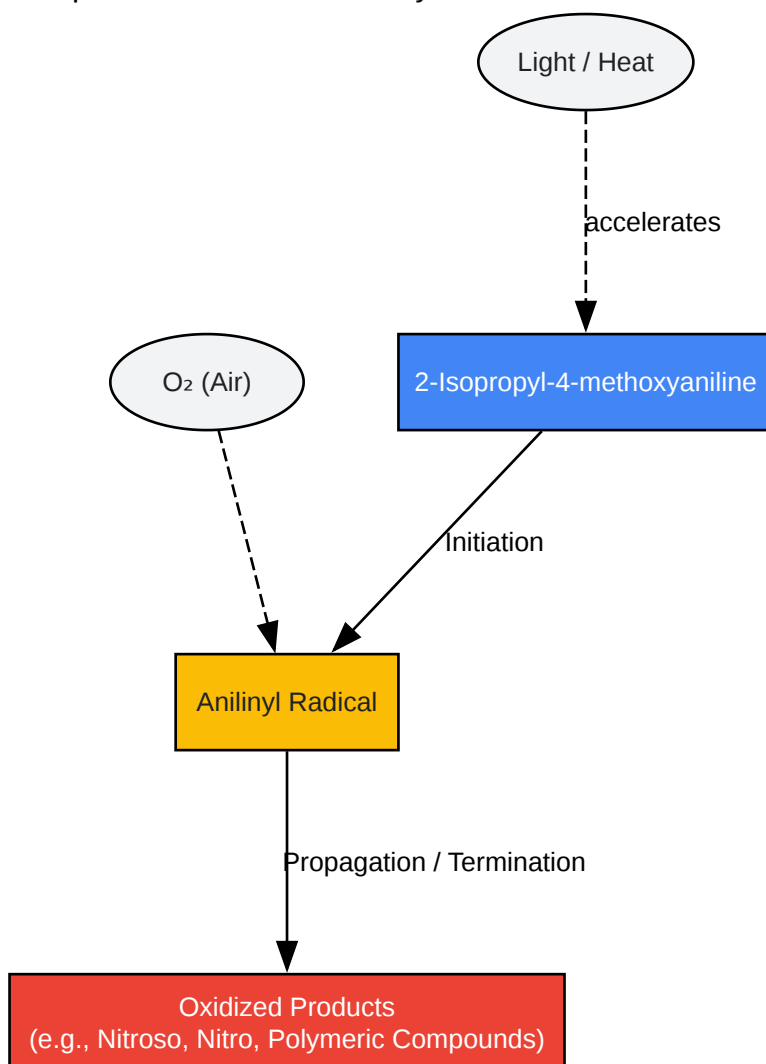 Light / Heat
accelerates
O₂ (Air)
2-Isopropyl-4-methoxyaniline
Initiation
Anilinyl Radical
Propagation / Termination
Oxidized Products
(e.g., Nitroso, Nitro, Polymeric Compounds)